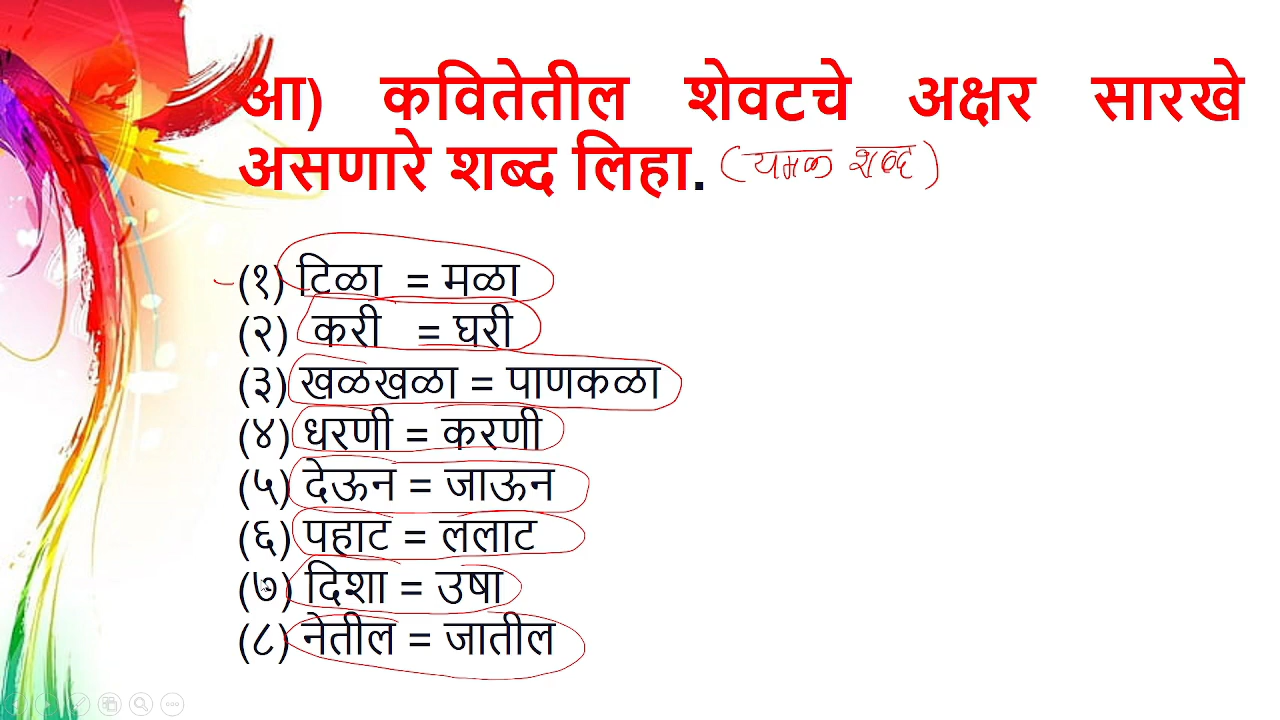 आ) कवितेतील शेवटचे अक्षर सारखे
असणारे शब्द लिहा. (यमक शब्द)
(१) टिळा = मळा
(२) करी = घरी
(३) खळखळा = पाणकळा
(४) धरणी = करणी
(५) देऊन = जाऊन
(६) पहाट = ललाट
(७) दिशा = उषा
(८) नेतील = जातील